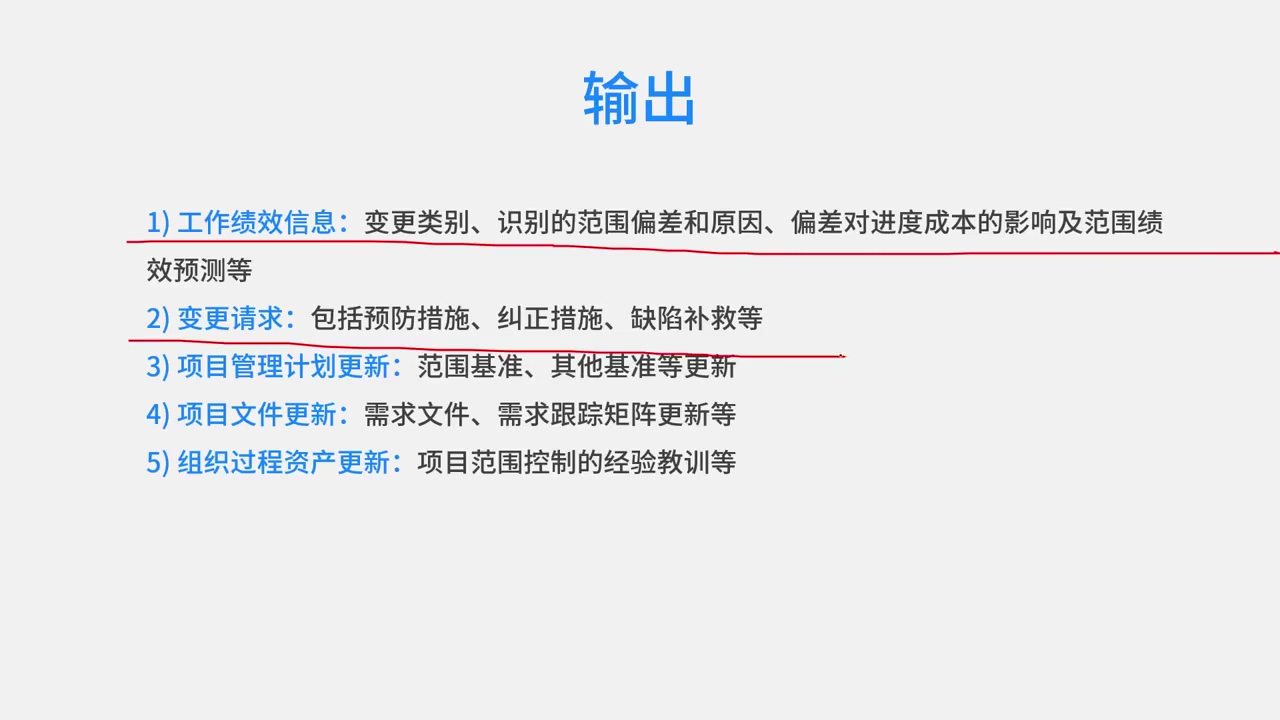 输出
1) 工作绩效信息：变更类别、识别的范围偏差和原因、偏差对进度成本的影响及范围绩
效预测等
2) 变更请求：包括预防措施、纠正措施、缺陷补救等
3) 项目管理计划更新：范围基准、其他基准等更新
4) 项目文件更新：需求文件、需求跟踪矩阵更新等
5) 组织过程资产更新：项目范围控制的经验教训等